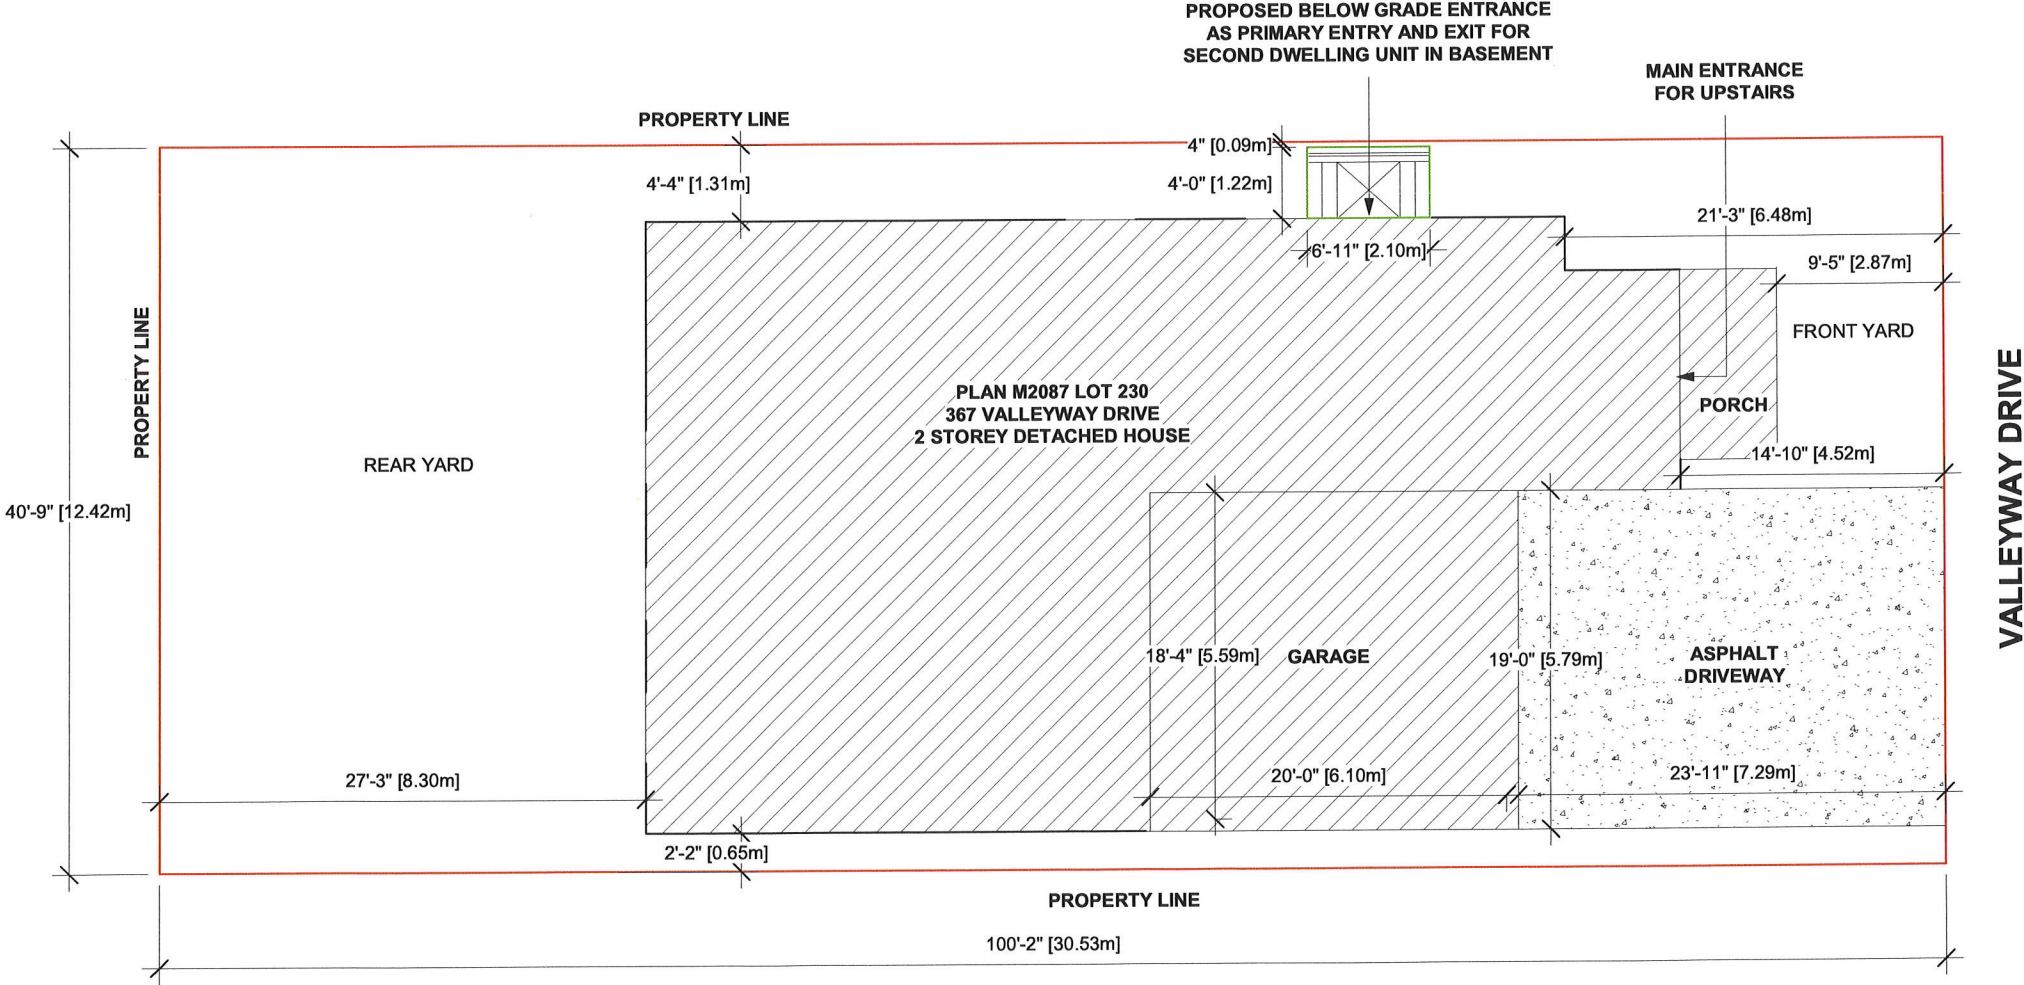 PROPOSED BELOW GRADE ENTRANCE
AS PRIMARY ENTRY AND EXIT FOR
SECOND DWELLING UNIT IN BASEMENT
MAIN ENTRANCE
FOR UPSTAIRS
PROPERTY LINE
4" [0.09m]
4'-4" [1.31m]
4'-0" [1.22m]
21'-3" [6.48m]
6'-11" [2.10m]
9'-5" [2.87m]
PROPERTY LINE
FRONT YARD
PLAN M2087 LOT 230
367 VALLEYWAY DRIVE
2 STOREY DETACHED HOUSE
PORCH
VALLEYWAY DRIVE
REAR YARD
14'-10" [4.52m]
40'-9" [12.42m]
18'-4" [5.59m]
GARAGE
19'-0" [5.79m]
ASPHALT
DRIVEWAY
27'-3" [8.30m]
20'-0" [6.10m]
23'-11" [7.29m]
2'-2" [0.65m]
PROPERTY LINE
100'-2" [30.53m]